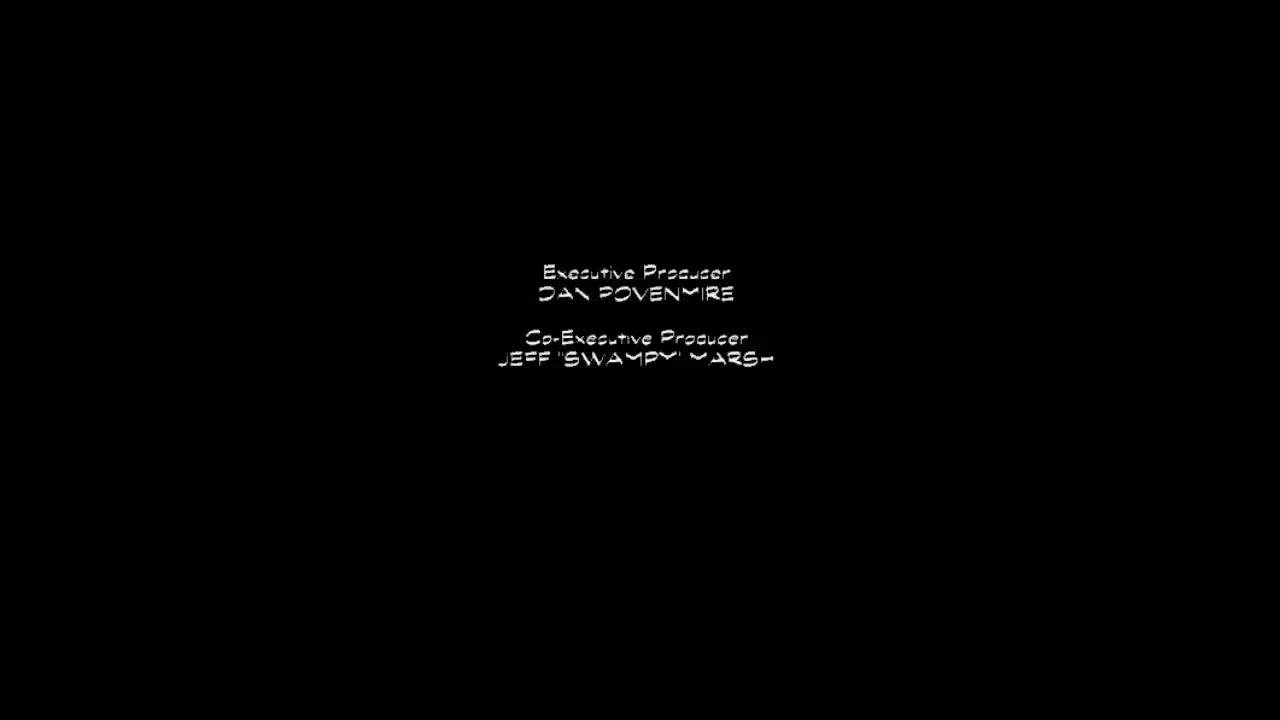 Executive Producer
DAN POVENMIRE
Co-Executive Producer
JEFF "SWAMPY" MARSH